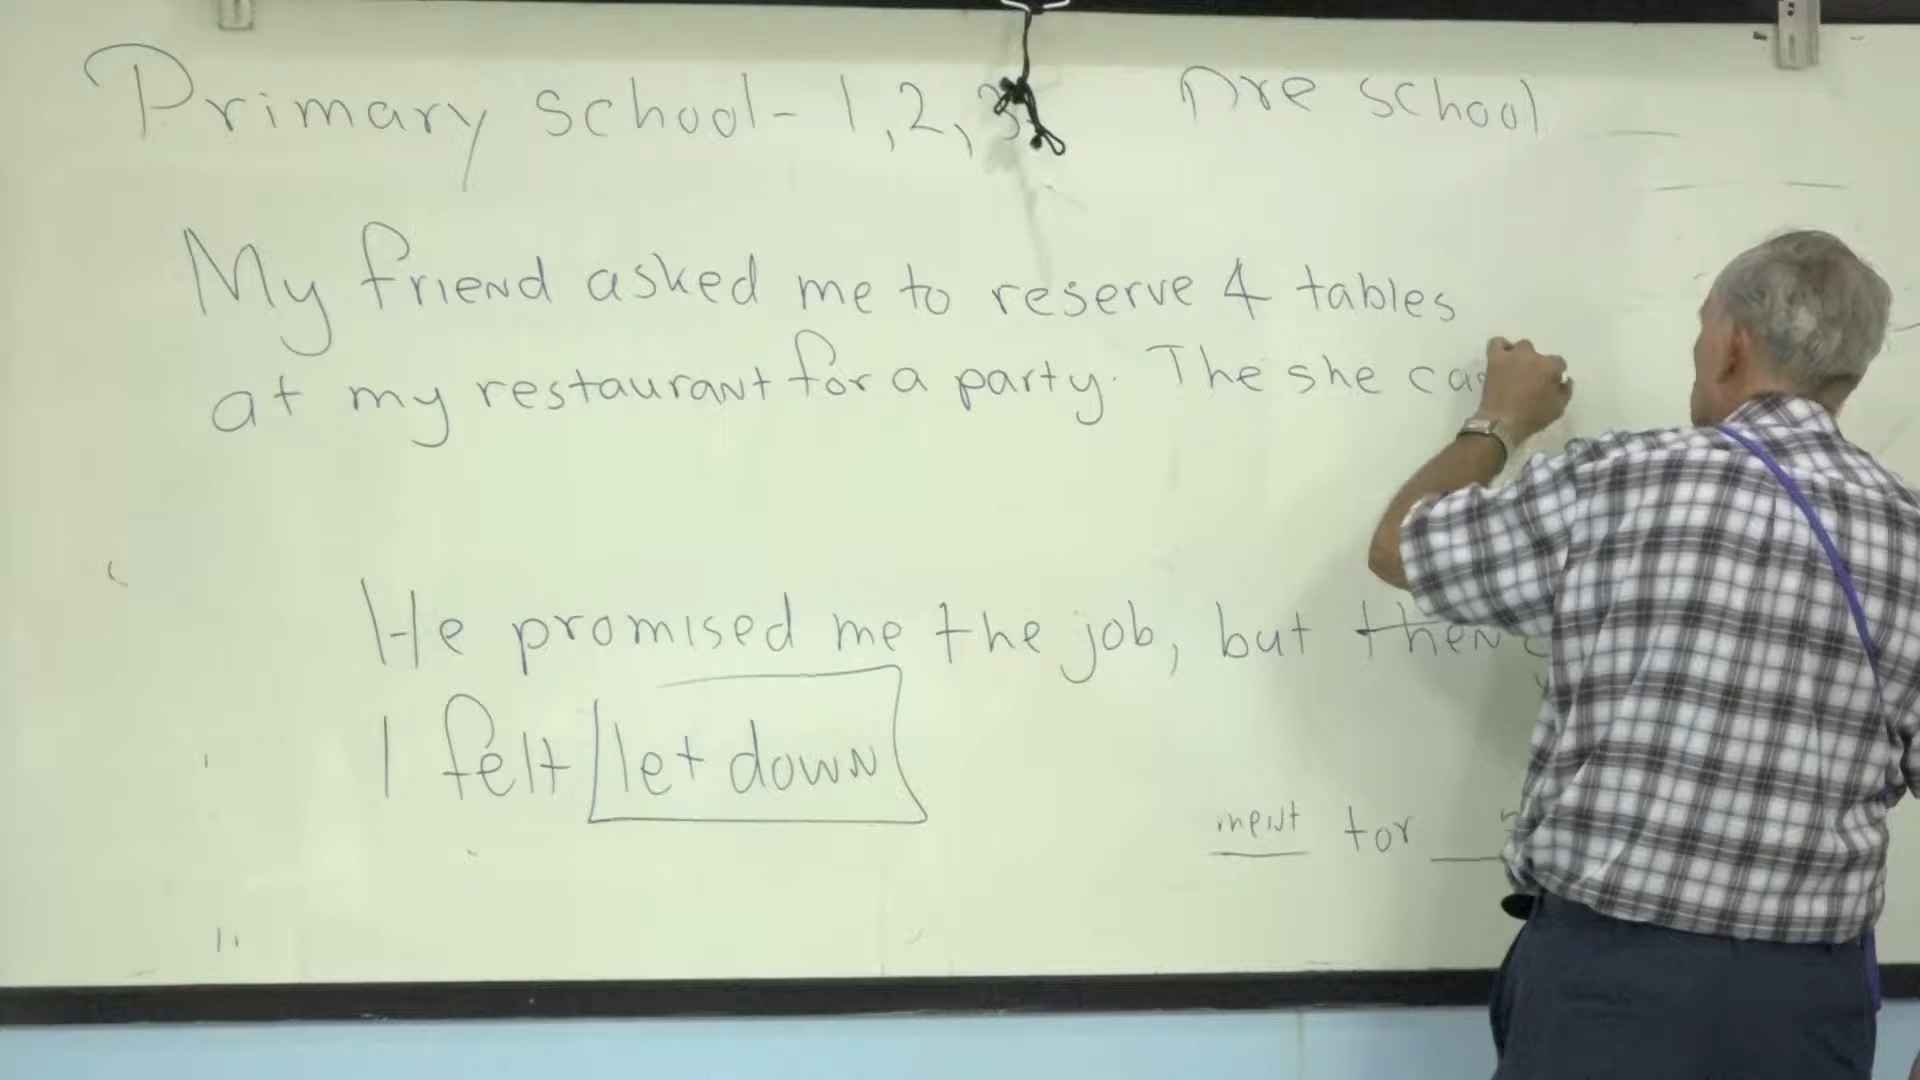 Primary school - 1, 2, 3 pre school
My friend asked me to reserve 4 tables
at my restaurant for a party. The she
He promised me the job, but then
I felt let down
ment for